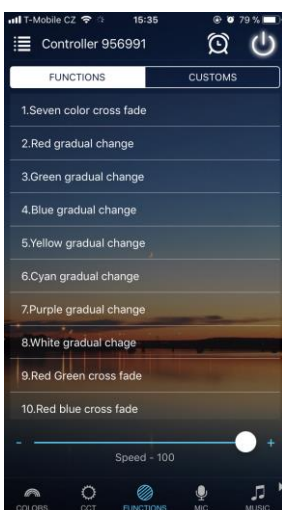 T-Mobile CZ 15:35 79 %
Controller 956991
FUNCTIONS CUSTOMS
1.Seven color cross fade
2.Red gradual change
3.Green gradual change
4.Blue gradual change
5.Yellow gradual change
6.Cyan gradual change
7.Purple gradual change
8.White gradual chage
9.Red Green cross fade
10.Red blue cross fade
- +
Speed - 100
COLORS CCT FUNCTIONS MIC MUSIC